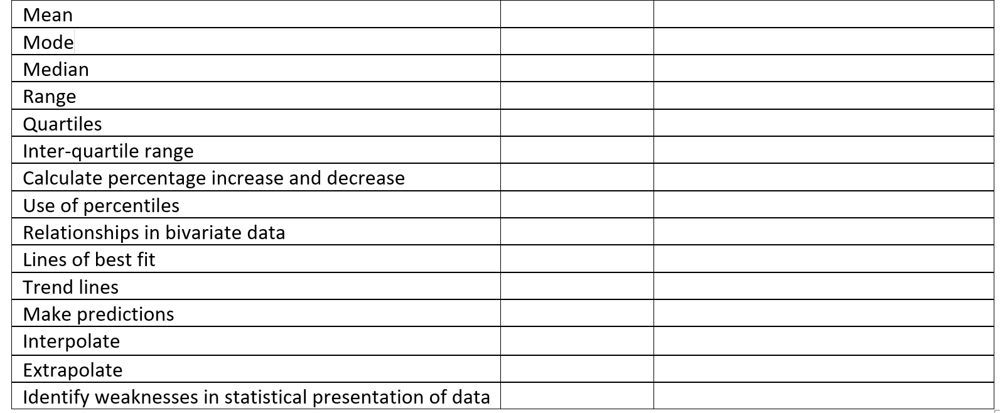 Mean
Mode
Median
Range
Quartiles
Inter-quartile range
Calculate percentage increase and decrease
Use of percentiles
Relationships in bivariate data
Lines of best fit
Trend lines
Make predictions
Interpolate
Extrapolate
Identify weaknesses in statistical presentation of data